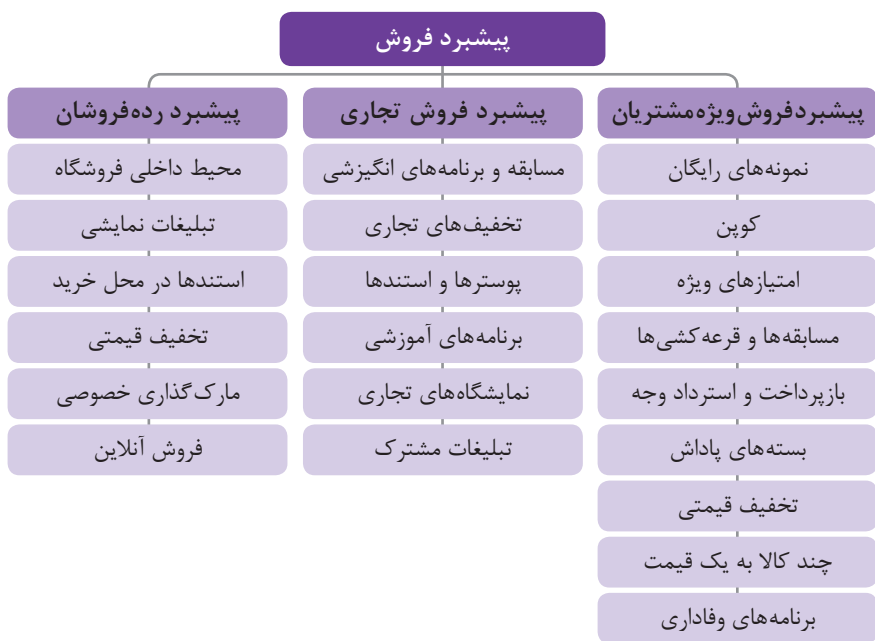 پیشبرد فروش
پیشبردفروش‌ویژه‌مشتریان
نمونه‌های رایگان
کوپن
امتیازهای ویژه
مسابقه‌ها و قرعه‌کشی‌ها
بازپرداخت و استرداد وجه
بسته‌های پاداش
تخفیف قیمتی
چند کالا به یک قیمت
برنامه‌های وفاداری
پیشبرد فروش تجاری
مسابقه و برنامه‌های انگیزشی
تخفیف‌های تجاری
پوسترها و استندها
برنامه‌های آموزشی
نمایشگاه‌های تجاری
تبلیغات مشترک
پیشبرد رده‌فروشان
محیط داخلی فروشگاه
تبلیغات نمایشی
استندها در محل خرید
تخفیف قیمتی
مارک‌گذاری خصوصی
فروش آنلاین